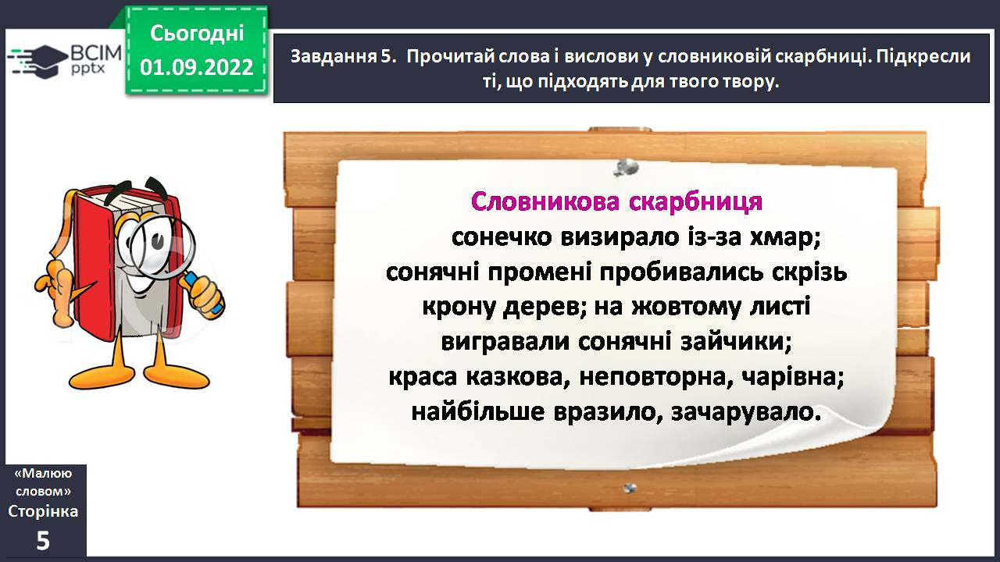 Сьогодні
01.09.2022
ВСІМ
pptx
Завдання 5. Прочитай слова і вислови у словниковій скарбниці. Підкресли
ті, що підходять для твого твору.
Словникова скарбниця
сонечко визирало із-за хмар;
сонячні промені пробивались скрізь
крону дерев; на жовтому листі
вигравали сонячні зайчики;
краса казкова, неповторна, чарівна;
найбільше вразило, зачарувало.
«Малюю
словом»
Сторінка
5